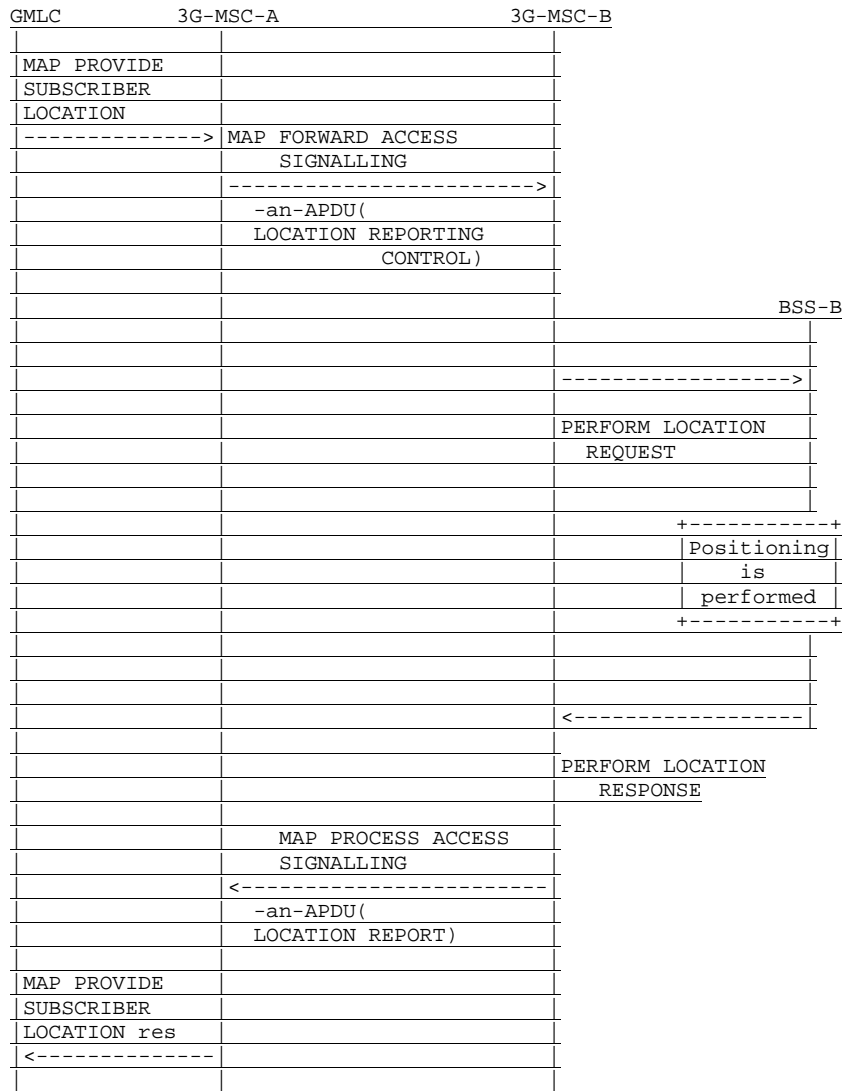 GMLC 3G-MSC-A 3G-MSC-B
MAP PROVIDE
SUBSCRIBER
LOCATION
MAP FORWARD ACCESS
SIGNALLING
-an-APDU(
LOCATION REPORTING
CONTROL)
BSS-B
PERFORM LOCATION
REQUEST
Positioning
is
performed
PERFORM LOCATION
RESPONSE
MAP PROCESS ACCESS
SIGNALLING
-an-APDU(
LOCATION REPORT)
MAP PROVIDE
SUBSCRIBER
LOCATION res